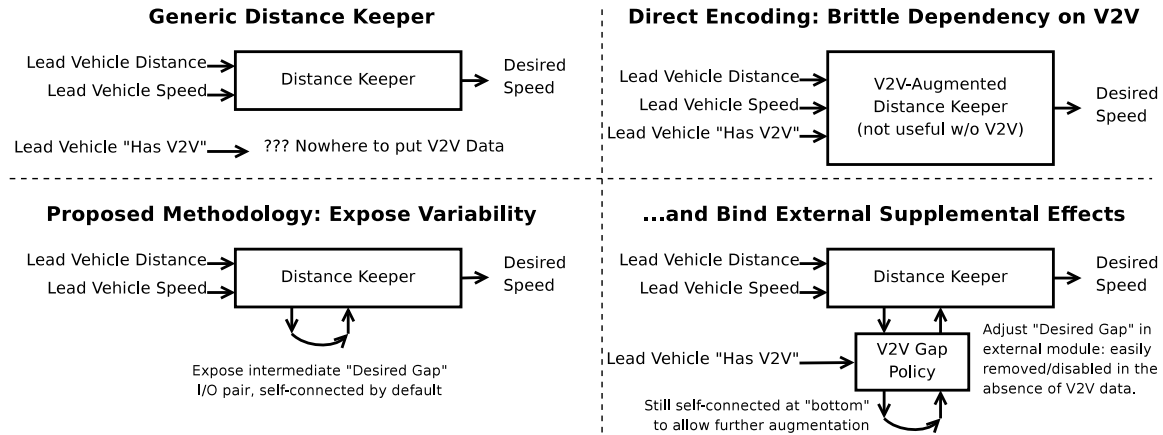 Generic Distance Keeper
Lead Vehicle Distance
Lead Vehicle Speed
Distance Keeper
Desired
Speed
Lead Vehicle "Has V2V"
??? Nowhere to put V2V Data
Direct Encoding: Brittle Dependency on V2V
Lead Vehicle Distance
Lead Vehicle Speed
Lead Vehicle "Has V2V"
V2V-Augmented
Distance Keeper
(not useful w/o V2V)
Desired
Speed
Proposed Methodology: Expose Variability
Lead Vehicle Distance
Lead Vehicle Speed
Distance Keeper
Desired
Speed
Expose intermediate "Desired Gap"
I/O pair, self-connected by default
...and Bind External Supplemental Effects
Lead Vehicle Distance
Lead Vehicle Speed
Distance Keeper
Desired
Speed
Lead Vehicle "Has V2V"
V2V Gap
Policy
Adjust "Desired Gap" in
external module: easily
removed/disabled in the
absence of V2V data.
Still self-connected at "bottom"
to allow further augmentation